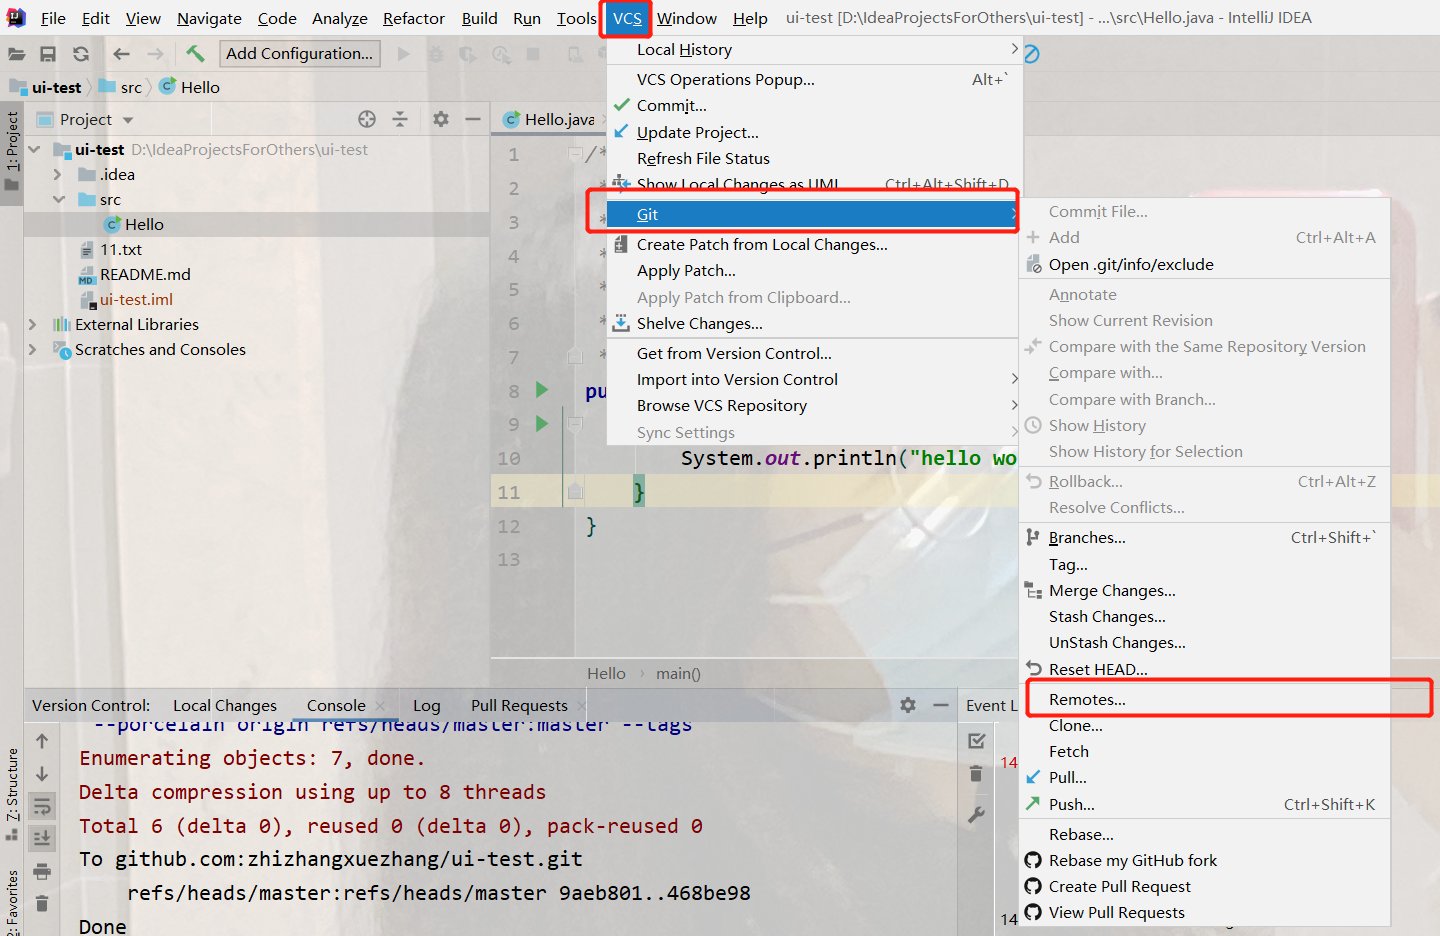 File Edit View Navigate Code Analyze Refactor Build Run Tools VCS Window Help ui-test [D:\IdeaProjectsForOthers\ui-test] - ...\src\Hello.java - IntelliJ IDEA
Add Configuration...
ui-test src Hello
1: Project
Project
ui-test D:\IdeaProjectsForOthers\ui-test
.idea
src
Hello
11.txt
README.md
ui-test.iml
External Libraries
Scratches and Consoles
Hello.java
1 /*
2
3 *
4 *
5 *
6 *
7 *
8 pu
9
10 System.out.println("hello wo
11 }
12 }
13
Hello main()
Local History
VCS Operations Popup... Alt+`
Commit...
Update Project...
Refresh File Status
Show Local Changes as UML Ctrl+Alt+Shift+D
Git
Create Patch from Local Changes...
Apply Patch...
Apply Patch from Clipboard...
Shelve Changes...
Get from Version Control...
Import into Version Control
Browse VCS Repository
Sync Settings
Commit File...
Add Ctrl+Alt+A
Open .git/info/exclude
Annotate
Show Current Revision
Compare with the Same Repository Version
Compare with...
Compare with Branch...
Show History
Show History for Selection
Rollback... Ctrl+Alt+Z
Resolve Conflicts...
Branches... Ctrl+Shift+`
Tag...
Merge Changes...
Stash Changes...
UnStash Changes...
Reset HEAD...
Remotes...
Clone...
Fetch
Pull...
Push... Ctrl+Shift+K
Rebase...
Rebase my GitHub fork
Create Pull Request
View Pull Requests
Version Control: Local Changes Console Log Pull Requests
Event L
--porcelain origin refs/heads/master:master --tags
Enumerating objects: 7, done.
Delta compression using up to 8 threads
Total 6 (delta 0), reused 0 (delta 0), pack-reused 0
To github.com:zhizhangxuezhang/ui-test.git
refs/heads/master:refs/heads/master 9aeb801..468be98
Done
14
14
7: Structure
2: Favorites